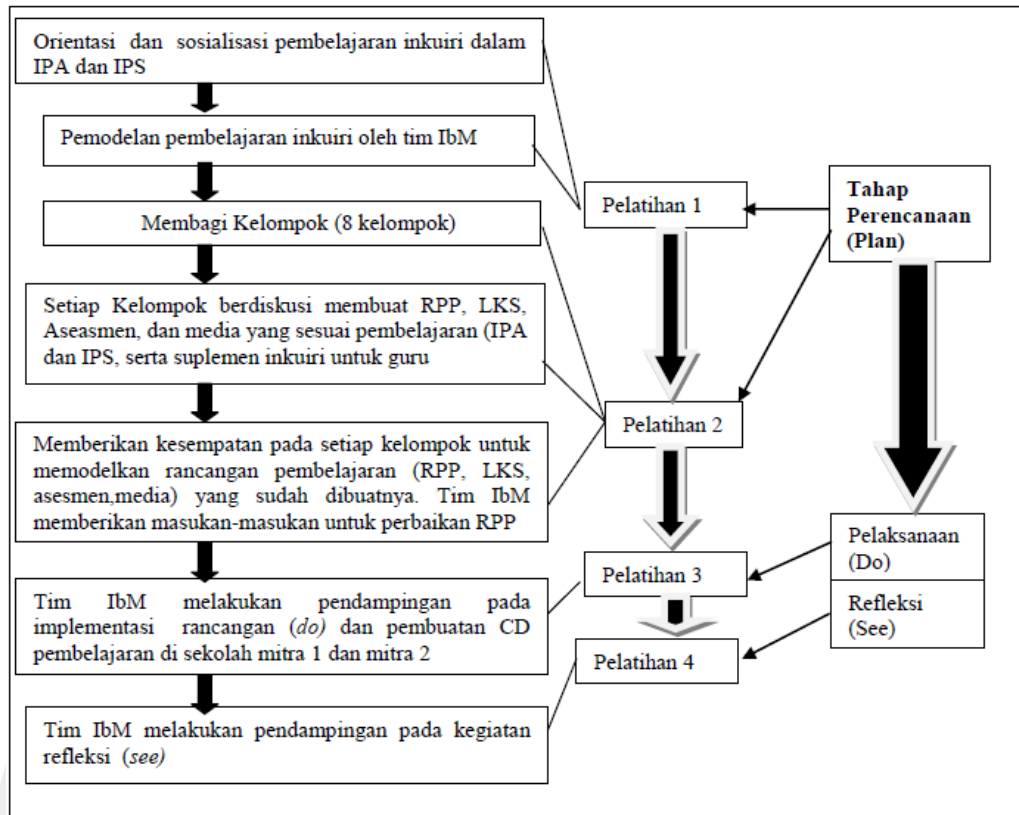 Orientasi dan sosialisasi pembelajaran inkuiri dalam
IPA dan IPS
Pemodelan pembelajaran inkuiri oleh tim IbM
Membagi Kelompok (8 kelompok)
Setiap Kelompok berdiskusi membuat RPP, LKS,
Aseasmen, dan media yang sesuai pembelajaran (IPA
dan IPS, serta suplemen inkuiri untuk guru
Memberikan kesempatan pada setiap kelompok untuk
memodelkan rancangan pembelajaran (RPP, LKS,
asesmen,media) yang sudah dibuatnya. Tim IbM
memberikan masukan-masukan untuk perbaikan RPP
Tim IbM melakukan pendampingan pada
implementasi rancangan (do) dan pembuatan CD
pembelajaran di sekolah mitra 1 dan mitra 2
Tim IbM melakukan pendampingan pada kegiatan
refleksi (see)
Pelatihan 1
Pelatihan 2
Pelatihan 3
Pelatihan 4
Tahap
Perencanaan
(Plan)
Pelaksanaan
(Do)
Refleksi
(See)